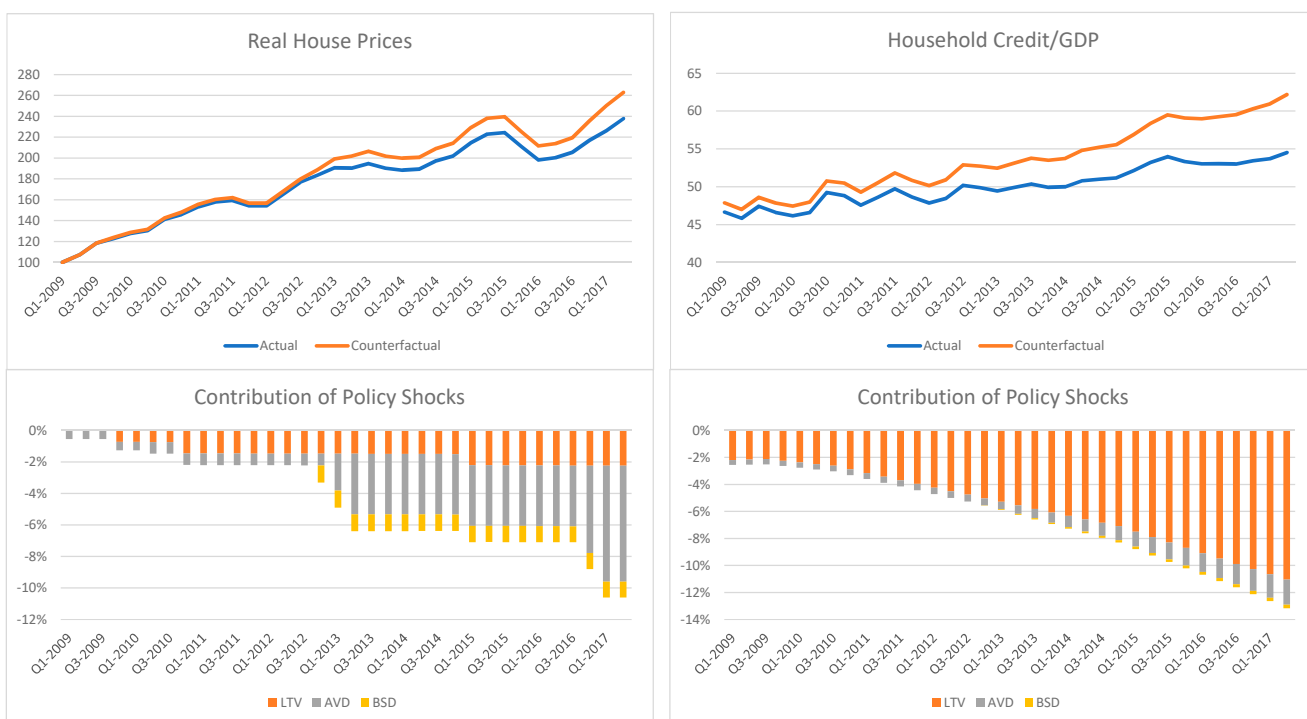 Real House Prices
280
260
240
220
200
180
160
140
120
100
Q1-2009
Q3-2009
Q1-2010
Q3-2010
Q1-2011
Q3-2011
Q1-2012
Q3-2012
Q1-2013
Q3-2013
Q1-2014
Q3-2014
Q1-2015
Q3-2015
Q1-2016
Q3-2016
Q1-2017
Actual Counterfactual
Household Credit/GDP
65
60
55
50
45
40
Q1-2009
Q3-2009
Q1-2010
Q3-2010
Q1-2011
Q3-2011
Q1-2012
Q3-2012
Q1-2013
Q3-2013
Q1-2014
Q3-2014
Q1-2015
Q3-2015
Q1-2016
Q3-2016
Q1-2017
Actual Counterfactual
Contribution of Policy Shocks
0%
-2%
-4%
-6%
-8%
-10%
-12%
Q1-2009
Q3-2009
Q1-2010
Q3-2010
Q1-2011
Q3-2011
Q1-2012
Q3-2012
Q1-2013
Q3-2013
Q1-2014
Q3-2014
Q1-2015
Q3-2015
Q1-2016
Q3-2016
Q1-2017
LTV AVD BSD
Contribution of Policy Shocks
0%
-2%
-4%
-6%
-8%
-10%
-12%
-14%
Q1-2009
Q3-2009
Q1-2010
Q3-2010
Q1-2011
Q3-2011
Q1-2012
Q3-2012
Q1-2013
Q3-2013
Q1-2014
Q3-2014
Q1-2015
Q3-2015
Q1-2016
Q3-2016
Q1-2017
LTV AVD BSD